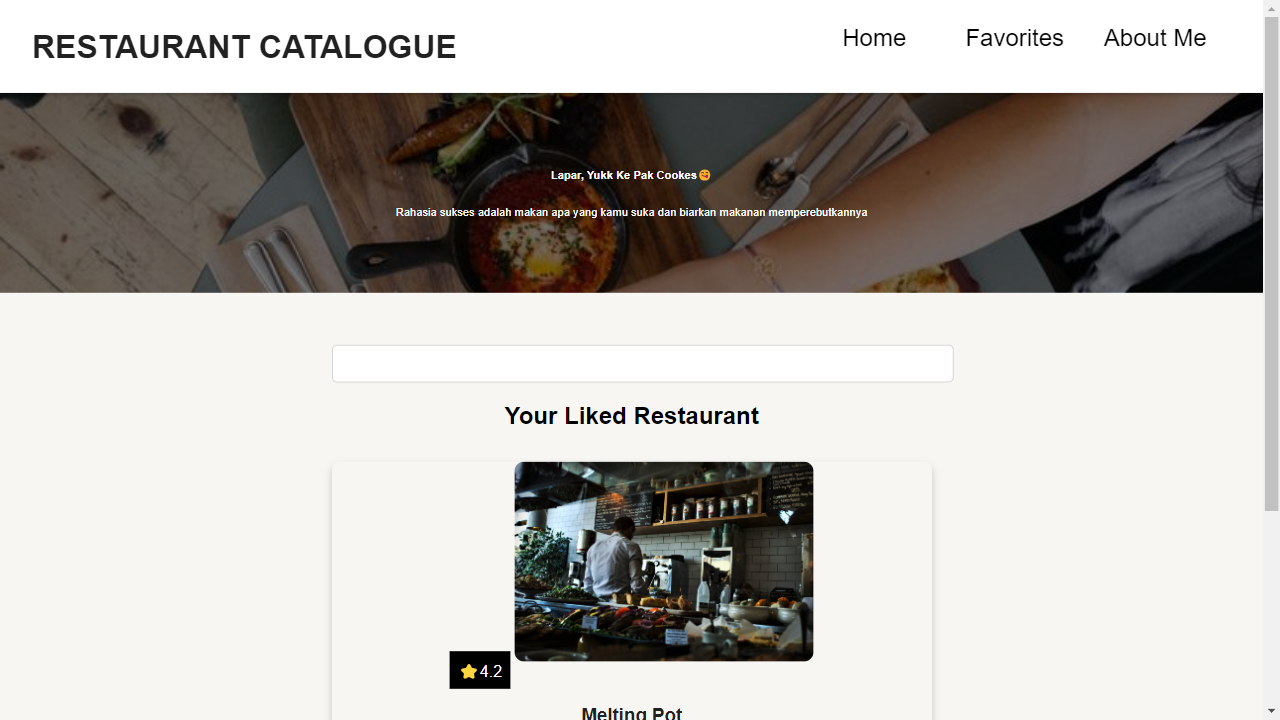 RESTAURANT CATALOGUE
Home Favorites About Me
Lapar, Yukk Ke Pak Cookes😋
Rahasia sukses adalah makan apa yang kamu suka dan biarkan makanan memperebutkannya
Your Liked Restaurant
4.2
Melting Pot